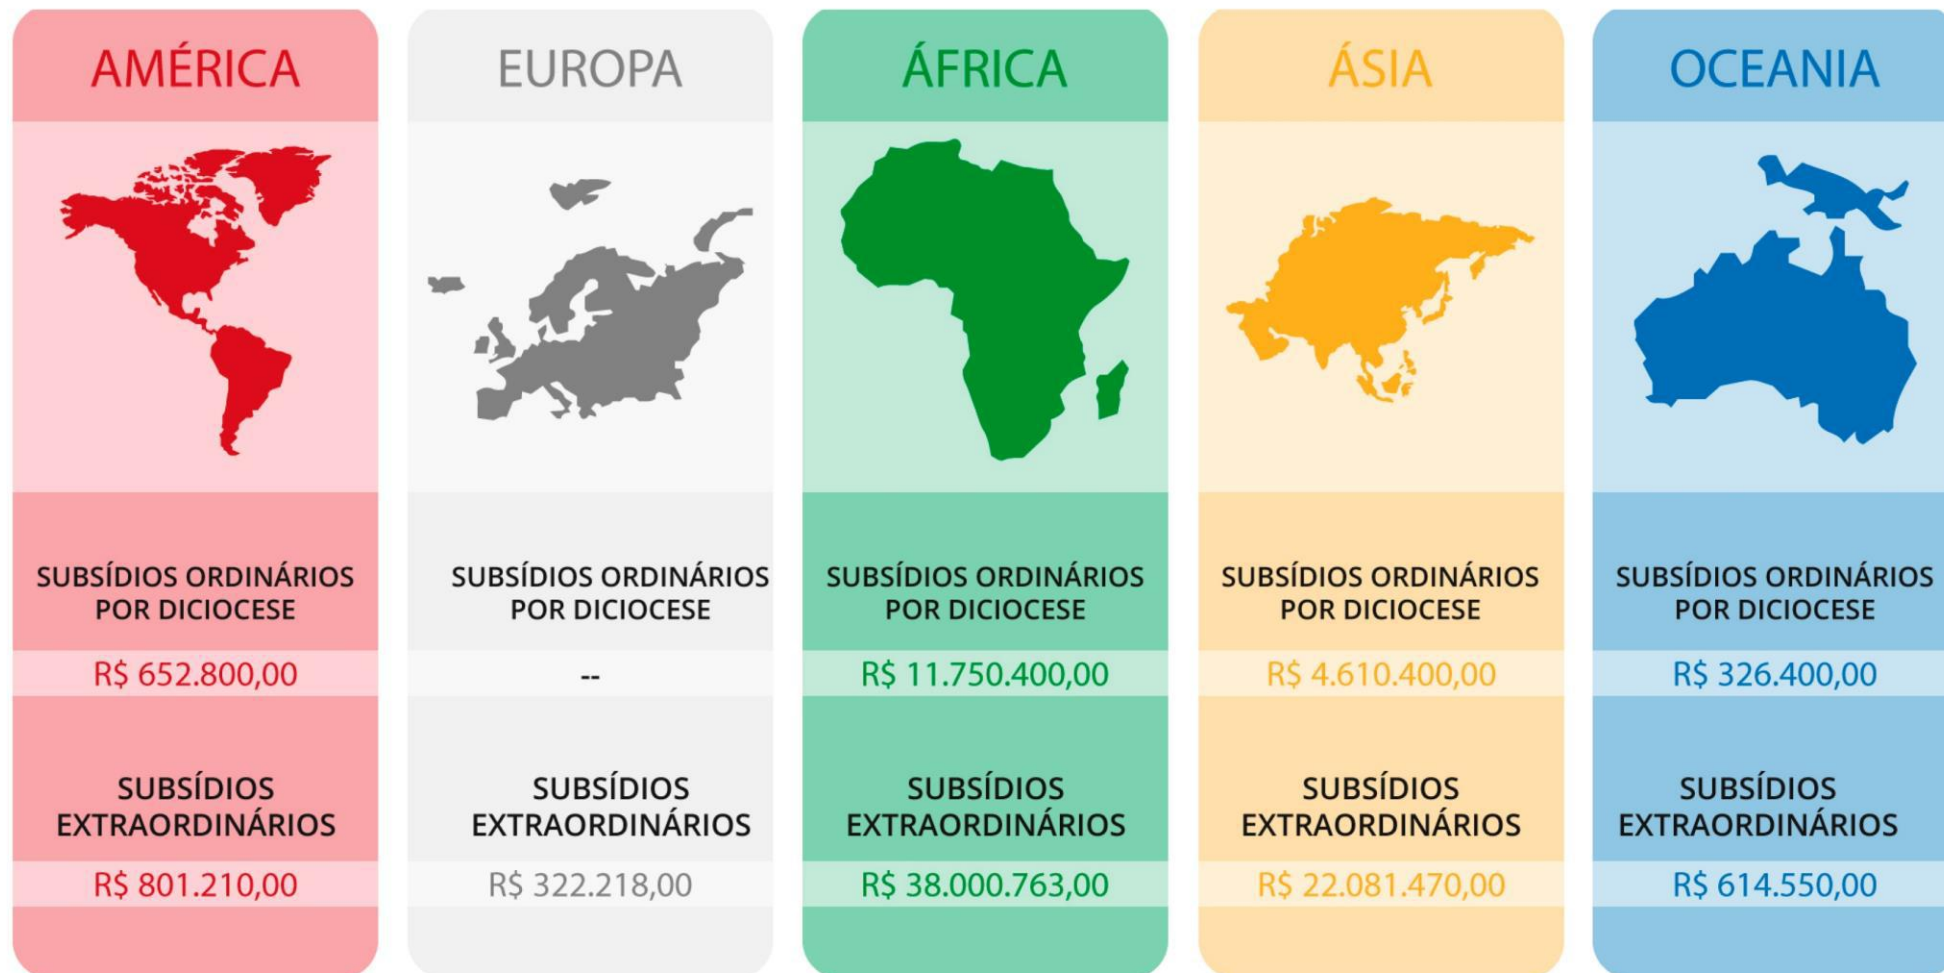 AMÉRICA
SUBSÍDIOS ORDINÁRIOS
POR DICIOCESE
R$ 652.800,00
SUBSÍDIOS
EXTRAORDINÁRIOS
R$ 801.210,00
EUROPA
SUBSÍDIOS ORDINÁRIOS
POR DICIOCESE
--
SUBSÍDIOS
EXTRAORDINÁRIOS
R$ 322.218,00
ÁFRICA
SUBSÍDIOS ORDINÁRIOS
POR DICIOCESE
R$ 11.750.400,00
SUBSÍDIOS
EXTRAORDINÁRIOS
R$ 38.000.763,00
ÁSIA
SUBSÍDIOS ORDINÁRIOS
POR DICIOCESE
R$ 4.610.400,00
SUBSÍDIOS
EXTRAORDINÁRIOS
R$ 22.081.470,00
OCEANIA
SUBSÍDIOS ORDINÁRIOS
POR DICIOCESE
R$ 326.400,00
SUBSÍDIOS
EXTRAORDINÁRIOS
R$ 614.550,00